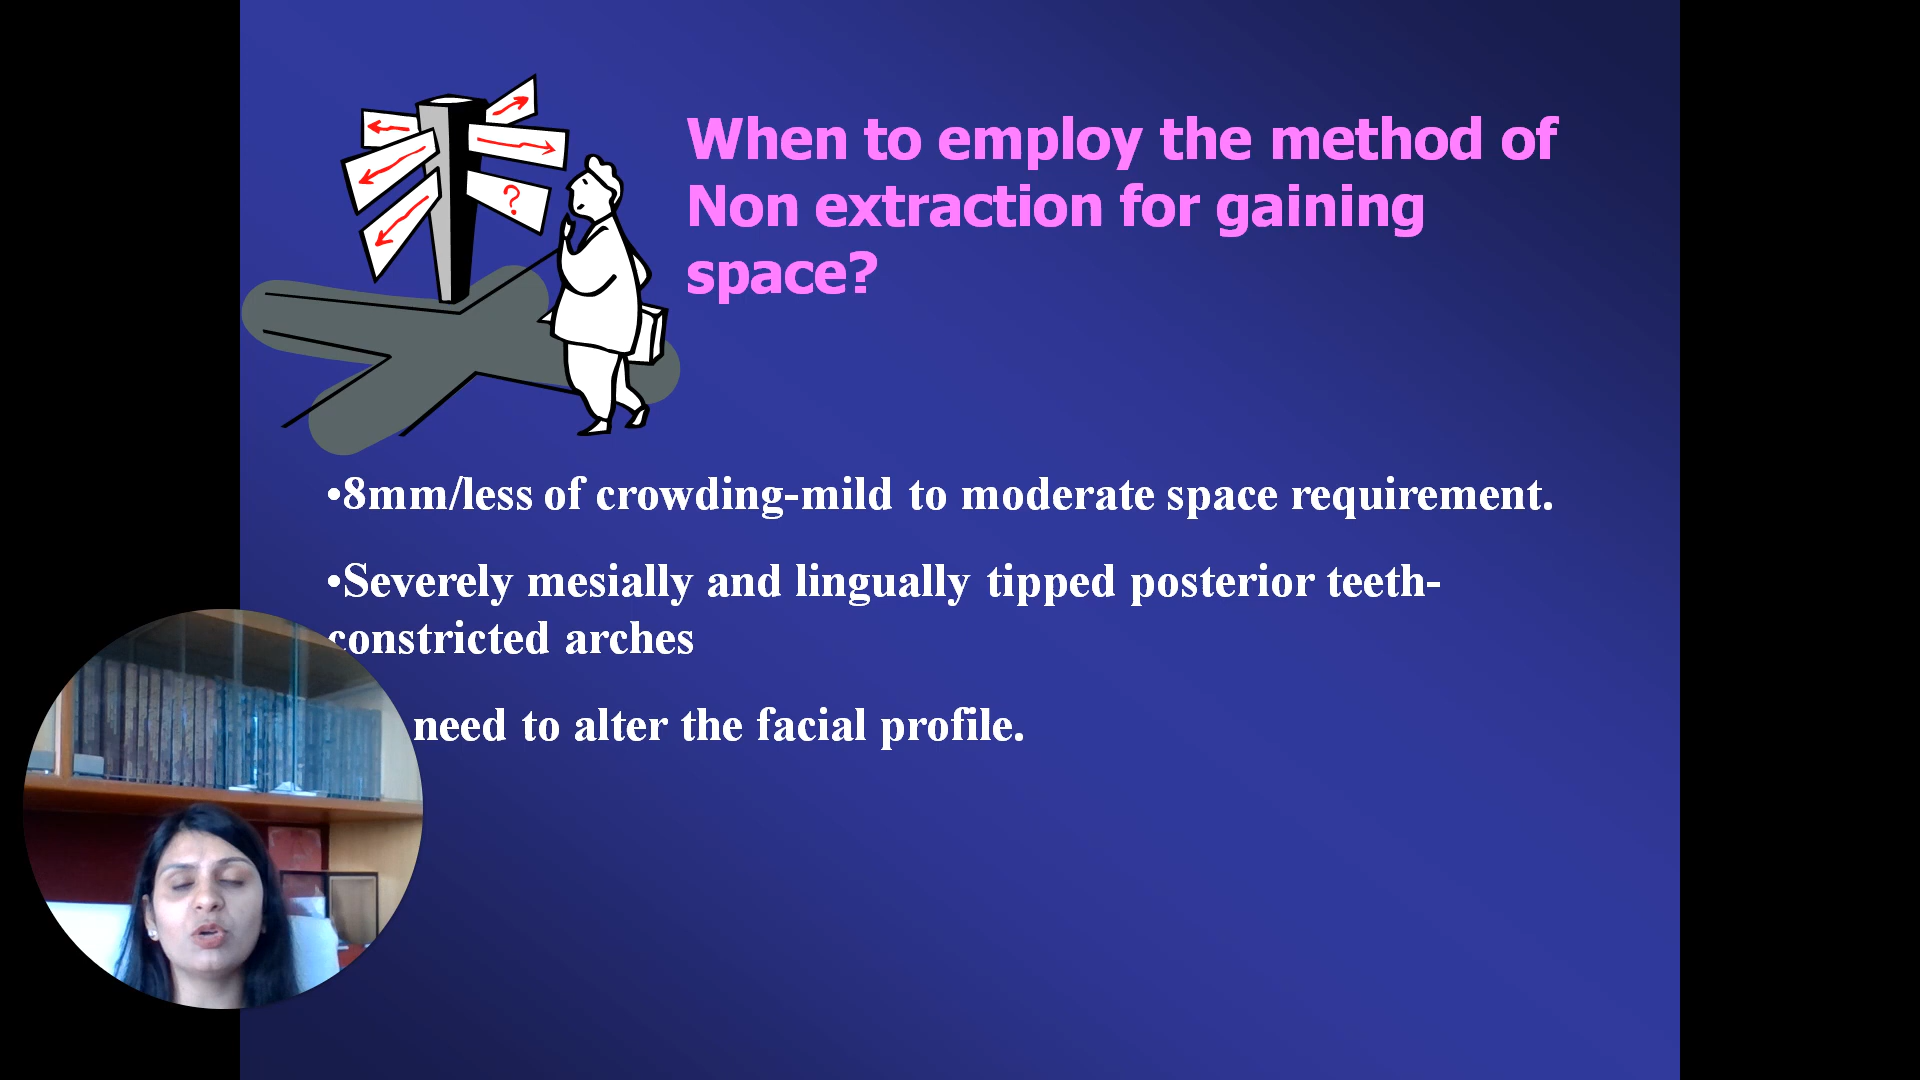 ?
When to employ the method of
Non extraction for gaining
space?
•8mm/less of crowding-mild to moderate space requirement.
•Severely mesially and lingually tipped posterior teeth-
constricted arches
need to alter the facial profile.